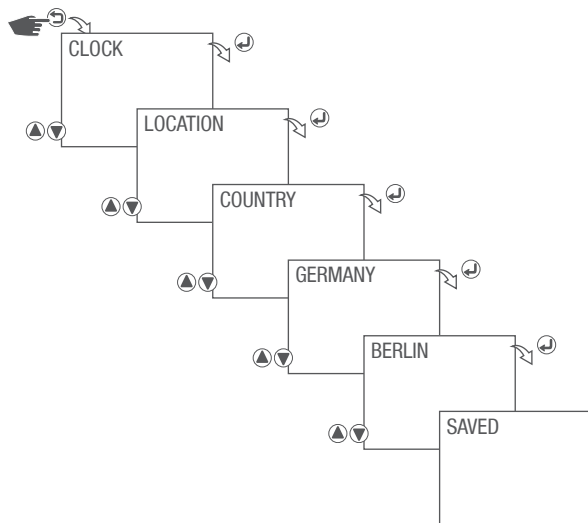 CLOCK
LOCATION
COUNTRY
GERMANY
BERLIN
SAVED